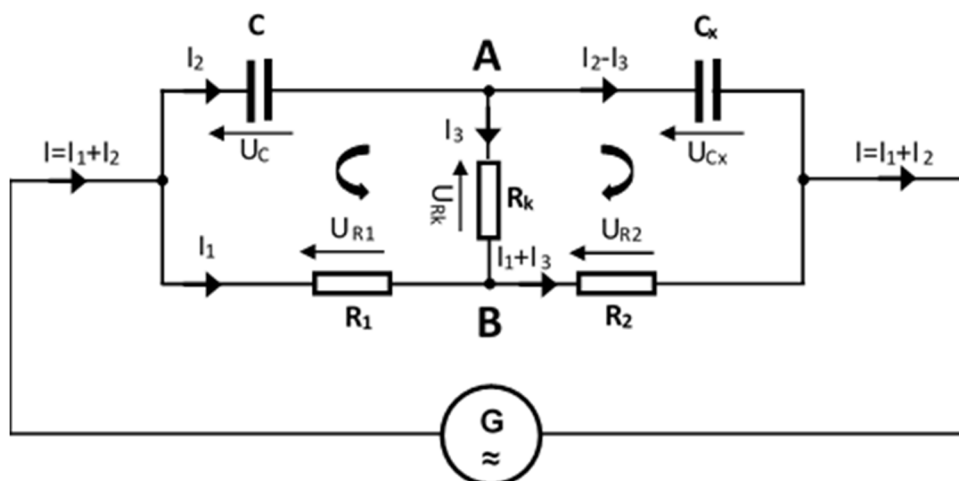 C
A
Cₓ
I₂
I₂-I₃
U_C
I₃
U_Cx
I=I₁+I₂
I=I₁+I₂
U_Rk
R_k
U_R1
U_R2
I₁
I₁+I₃
R₁
B
R₂
G
≈